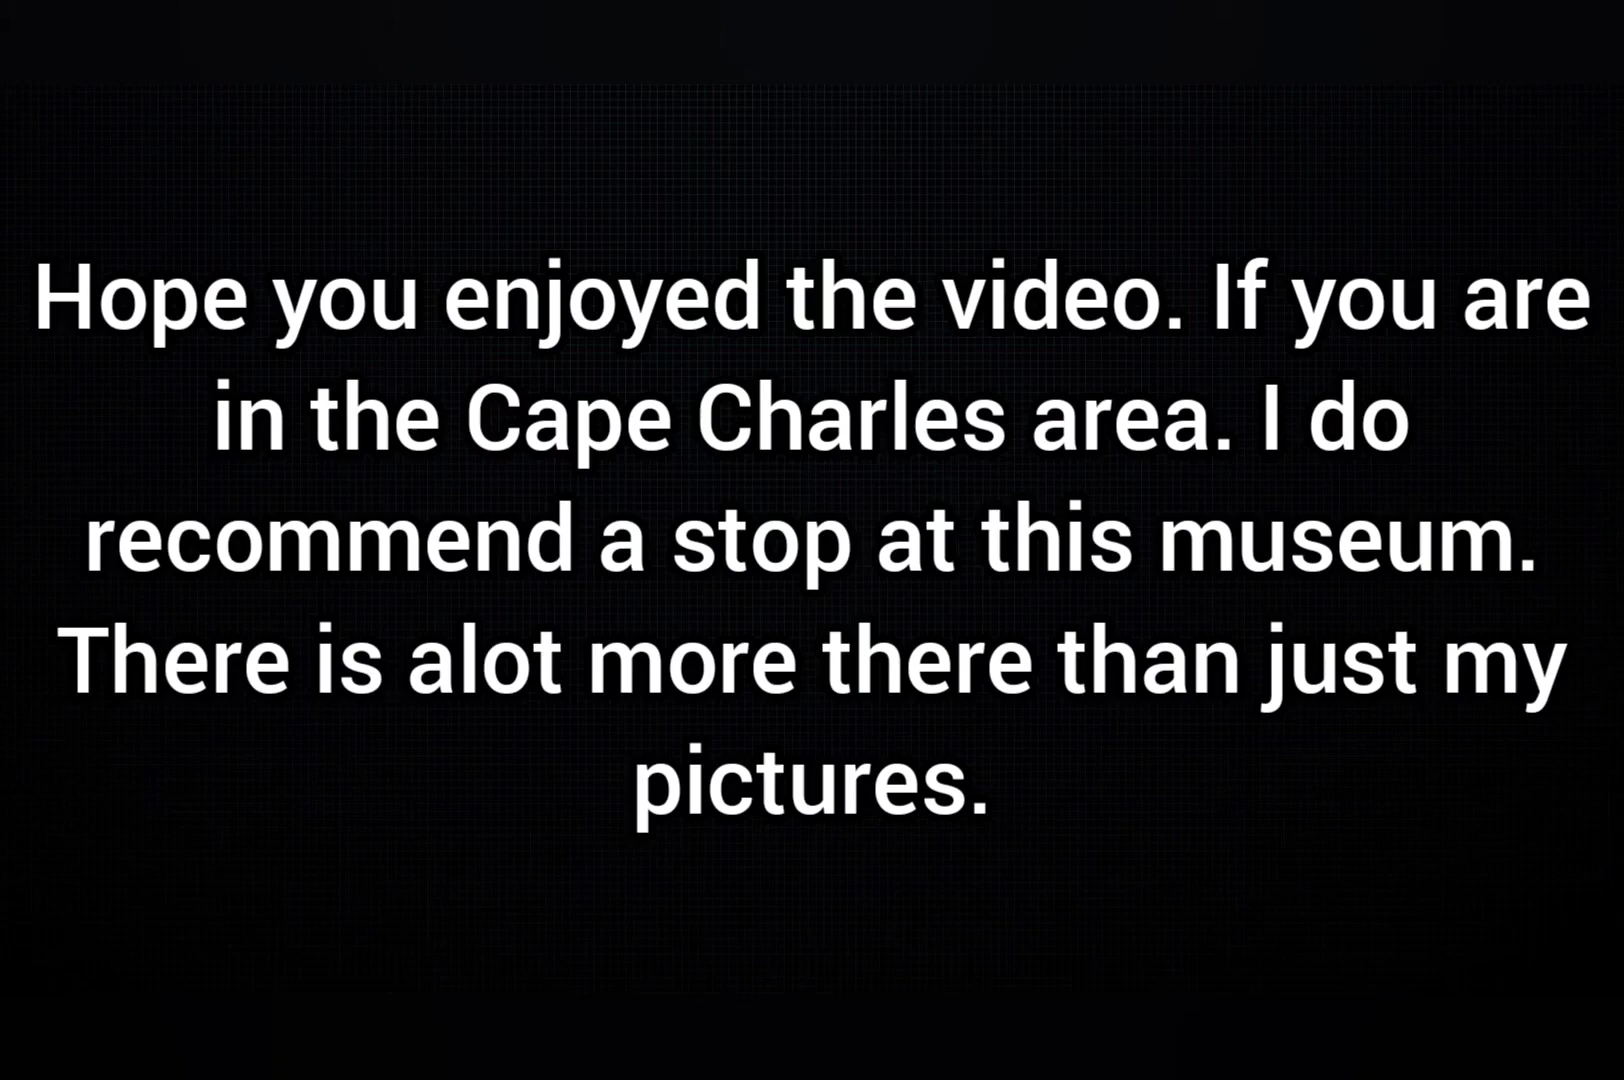 Hope you enjoyed the video. If you are
in the Cape Charles area. I do
recommend a stop at this museum.
There is alot more there than just my
pictures.